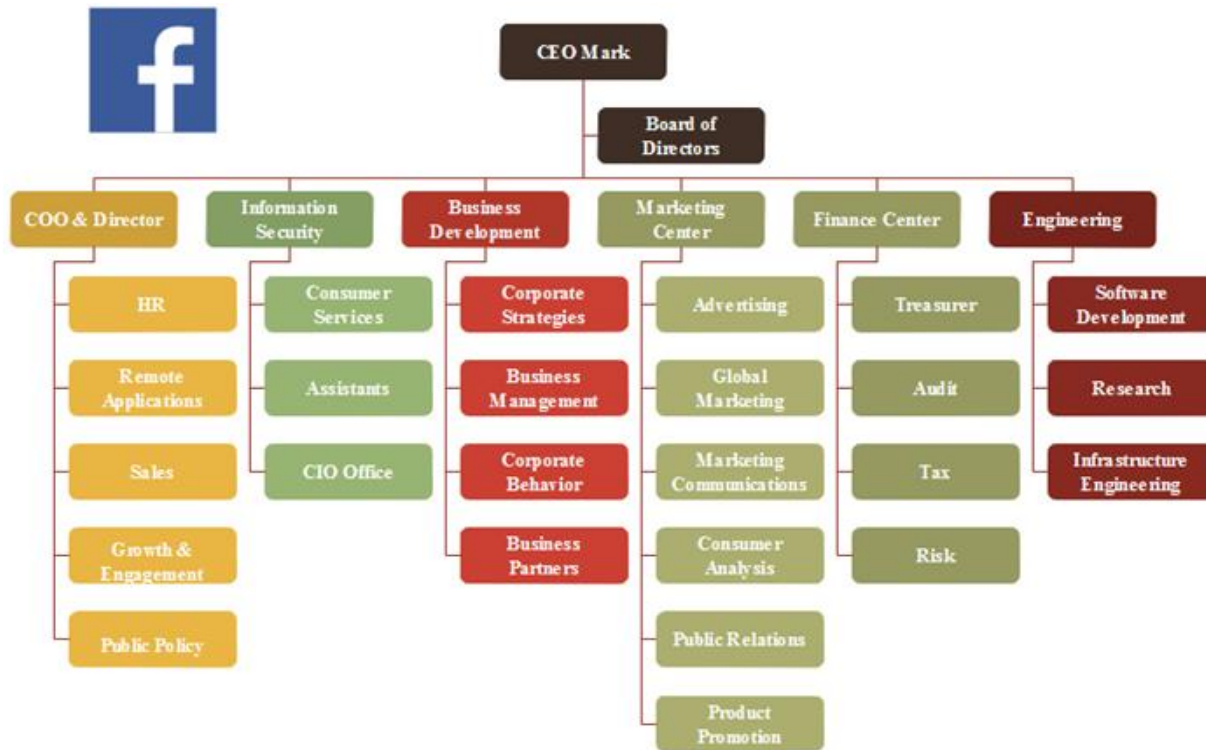 f
CEO Mark
Board of
Directors
COO & Director
HR
Remote
Applications
Sales
Growth &
Engagement
Public Policy
Information
Security
Consumer
Services
Assistants
CIO Office
Business
Development
Corporate
Strategies
Business
Management
Corporate
Behavior
Business
Partners
Marketing
Center
Advertising
Global
Marketing
Marketing
Communications
Consumer
Analysis
Public Relations
Product
Promotion
Finance Center
Treasurer
Audit
Tax
Risk
Engineering
Software
Development
Research
Infrastructure
Engineering